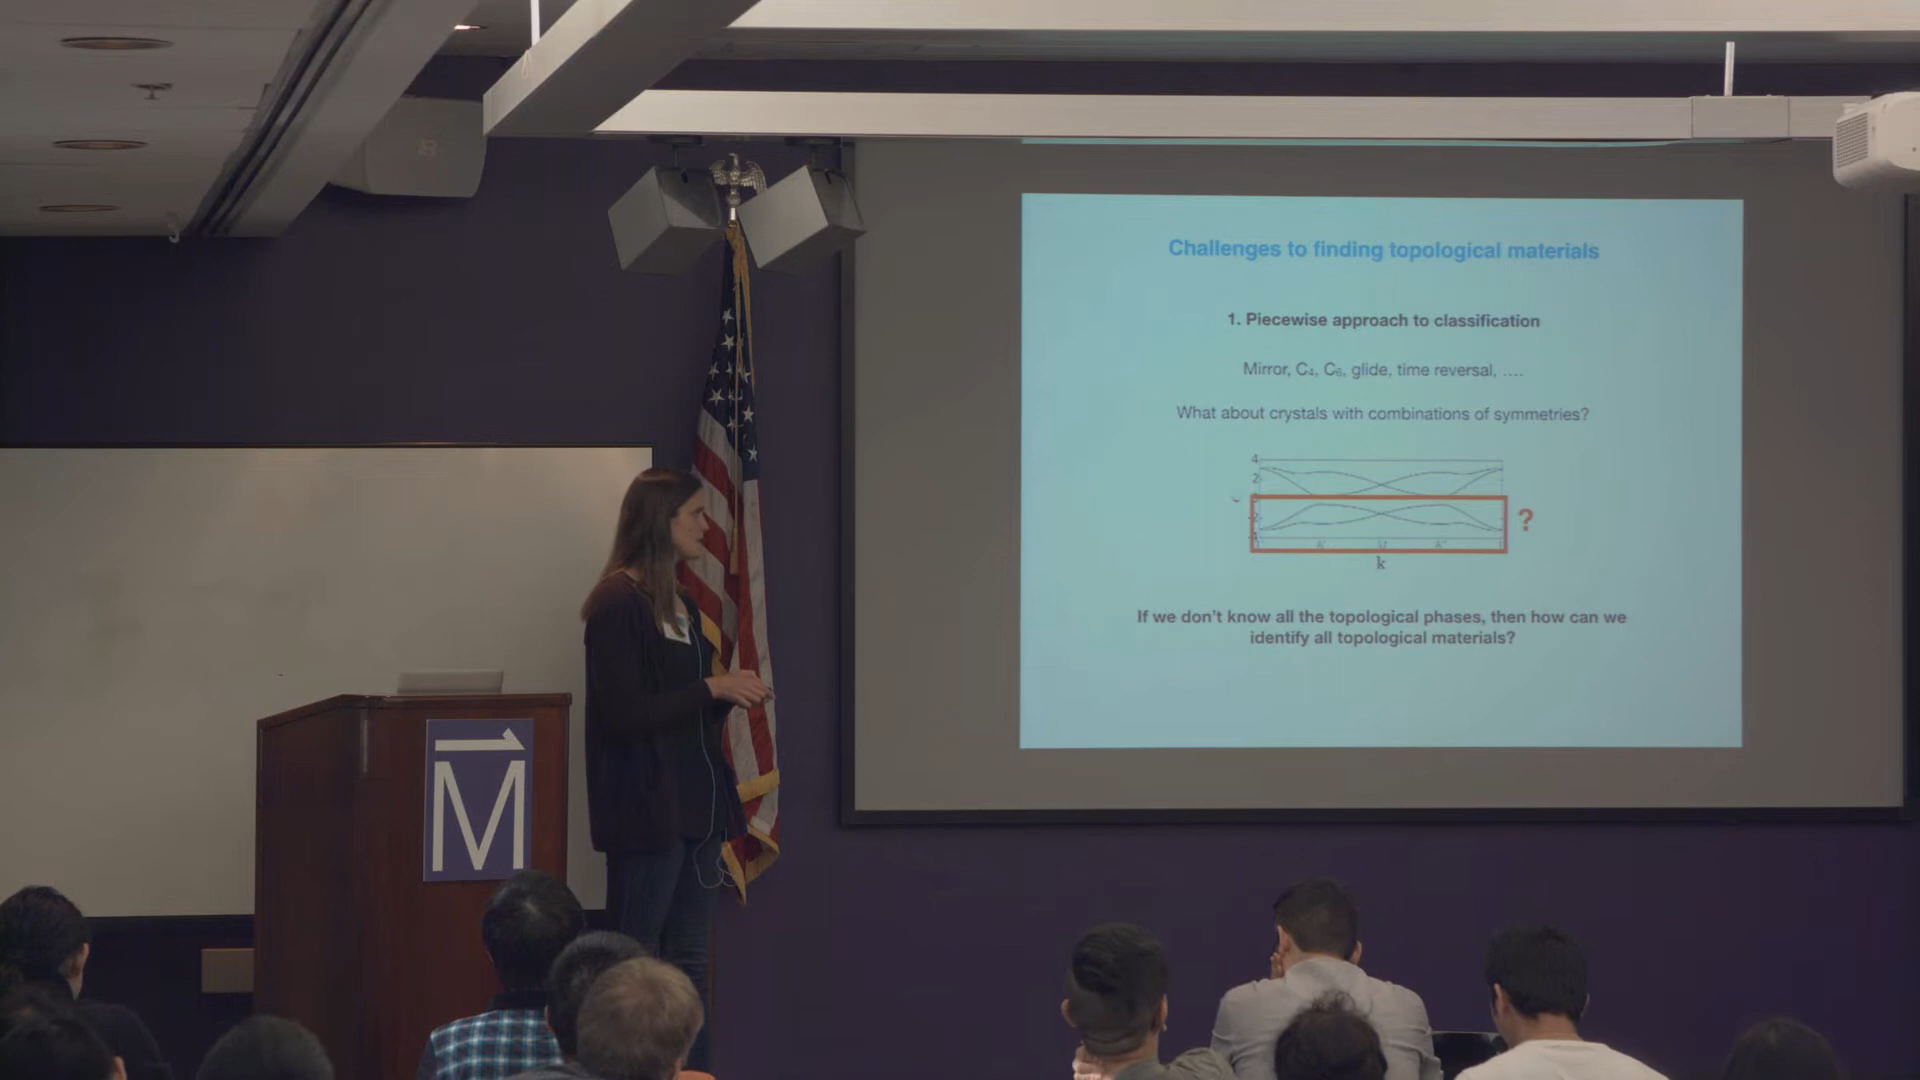 Challenges to finding topological materials
1. Piecewise approach to classification
Mirror, C₄, C₆, glide, time reversal, ....
What about crystals with combinations of symmetries?
4
2
?
K M K'
k
If we don't know all the topological phases, then how can we
identify all topological materials?
M